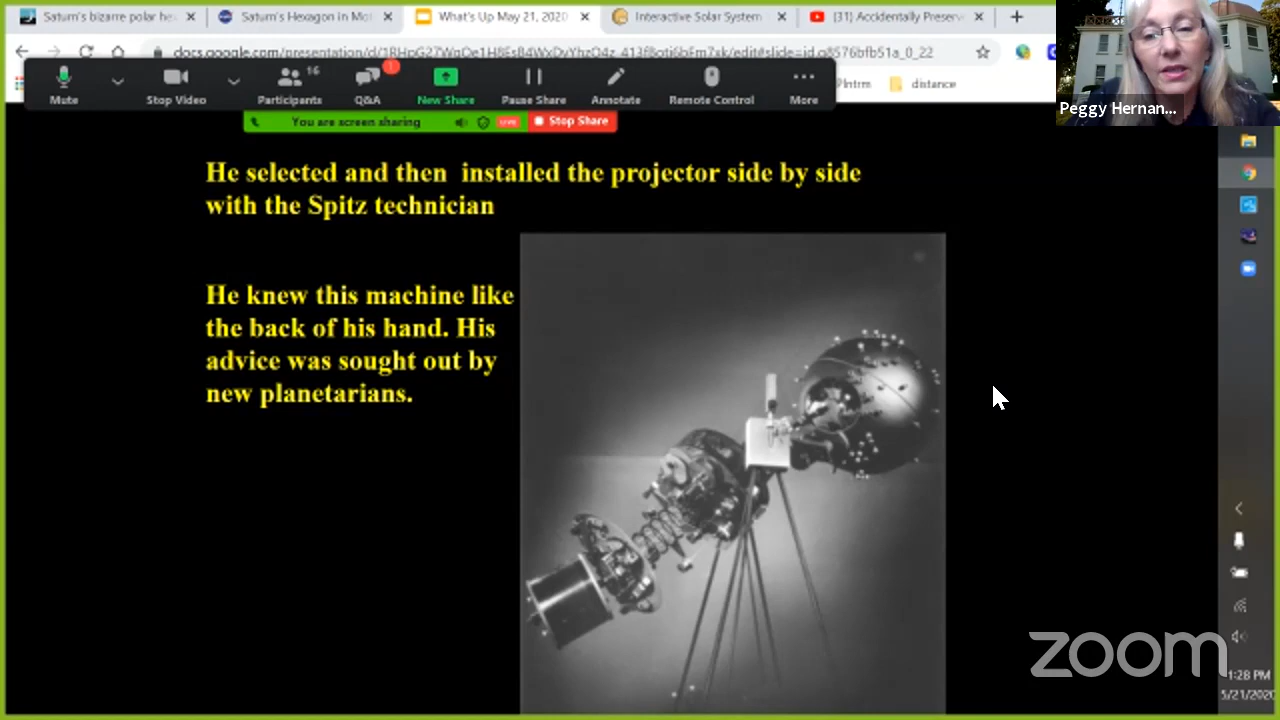 Saturn's bizarre polar he
Saturn's Hexagon in Mot
What's Up May 21, 2020
Interactive Solar System
(31) Accidentally Preserv
distance
Mute
Stop Video
Participants
16
Q&A
1
New Share
Pause Share
Annotate
Remote Control
More
You are screen sharing
LIVE
Stop Share
Peggy Hernan...
He selected and then installed the projector side by side
with the Spitz technician
He knew this machine like
the back of his hand. His
advice was sought out by
new planetarians.
zoom
1:28 PM
5/21/2020